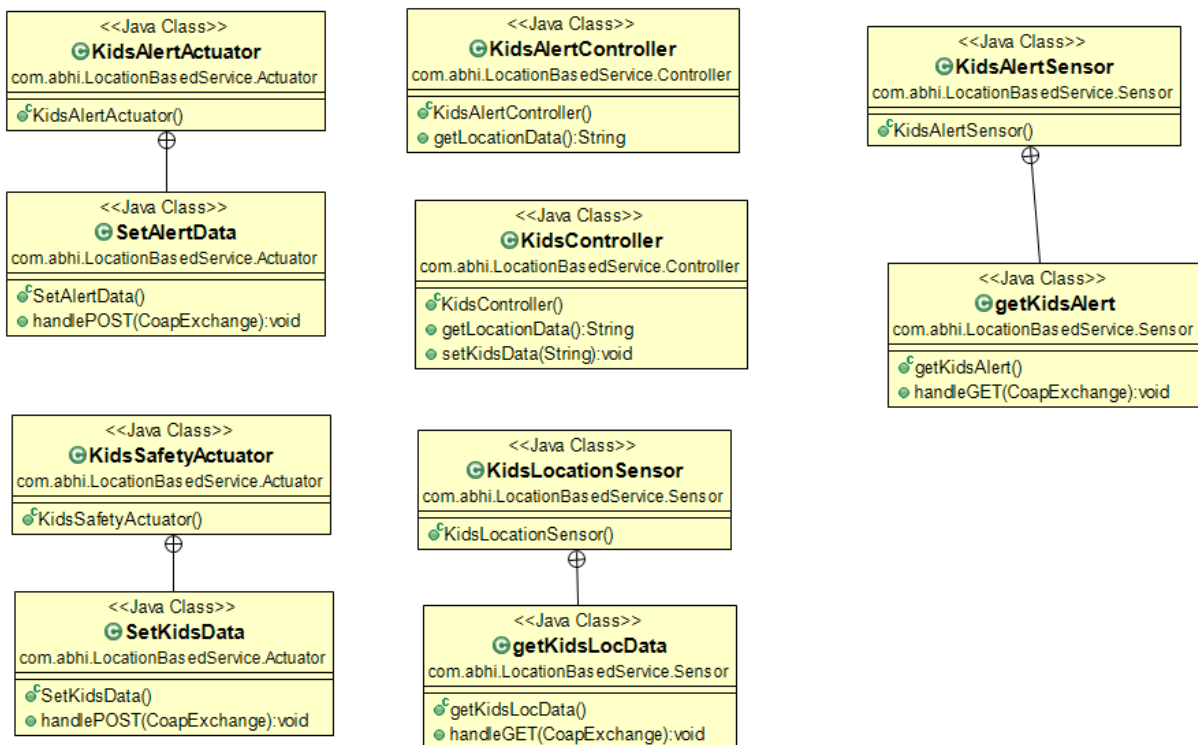 <<Java Class>>
KidsAlertActuator
com.abhi.LocationBasedService.Actuator
KidsAlertActuator()
<<Java Class>>
SetAlertData
com.abhi.LocationBasedService.Actuator
SetAlertData()
handlePOST(CoapExchange):void
<<Java Class>>
KidsSafetyActuator
com.abhi.LocationBasedService.Actuator
KidsSafetyActuator()
<<Java Class>>
SetKidsData
com.abhi.LocationBasedService.Actuator
SetKidsData()
handlePOST(CoapExchange):void
<<Java Class>>
KidsAlertController
com.abhi.LocationBasedService.Controller
KidsAlertController()
getLocationData():String
<<Java Class>>
KidsController
com.abhi.LocationBasedService.Controller
KidsController()
getLocationData():String
setKidsData(String):void
<<Java Class>>
KidsLocationSensor
com.abhi.LocationBasedService.Sensor
KidsLocationSensor()
<<Java Class>>
getKidsLocData
com.abhi.LocationBasedService.Sensor
getKidsLocData()
handleGET(CoapExchange):void
<<Java Class>>
KidsAlertSensor
com.abhi.LocationBasedService.Sensor
KidsAlertSensor()
<<Java Class>>
getKidsAlert
com.abhi.LocationBasedService.Sensor
getKidsAlert()
handleGET(CoapExchange):void